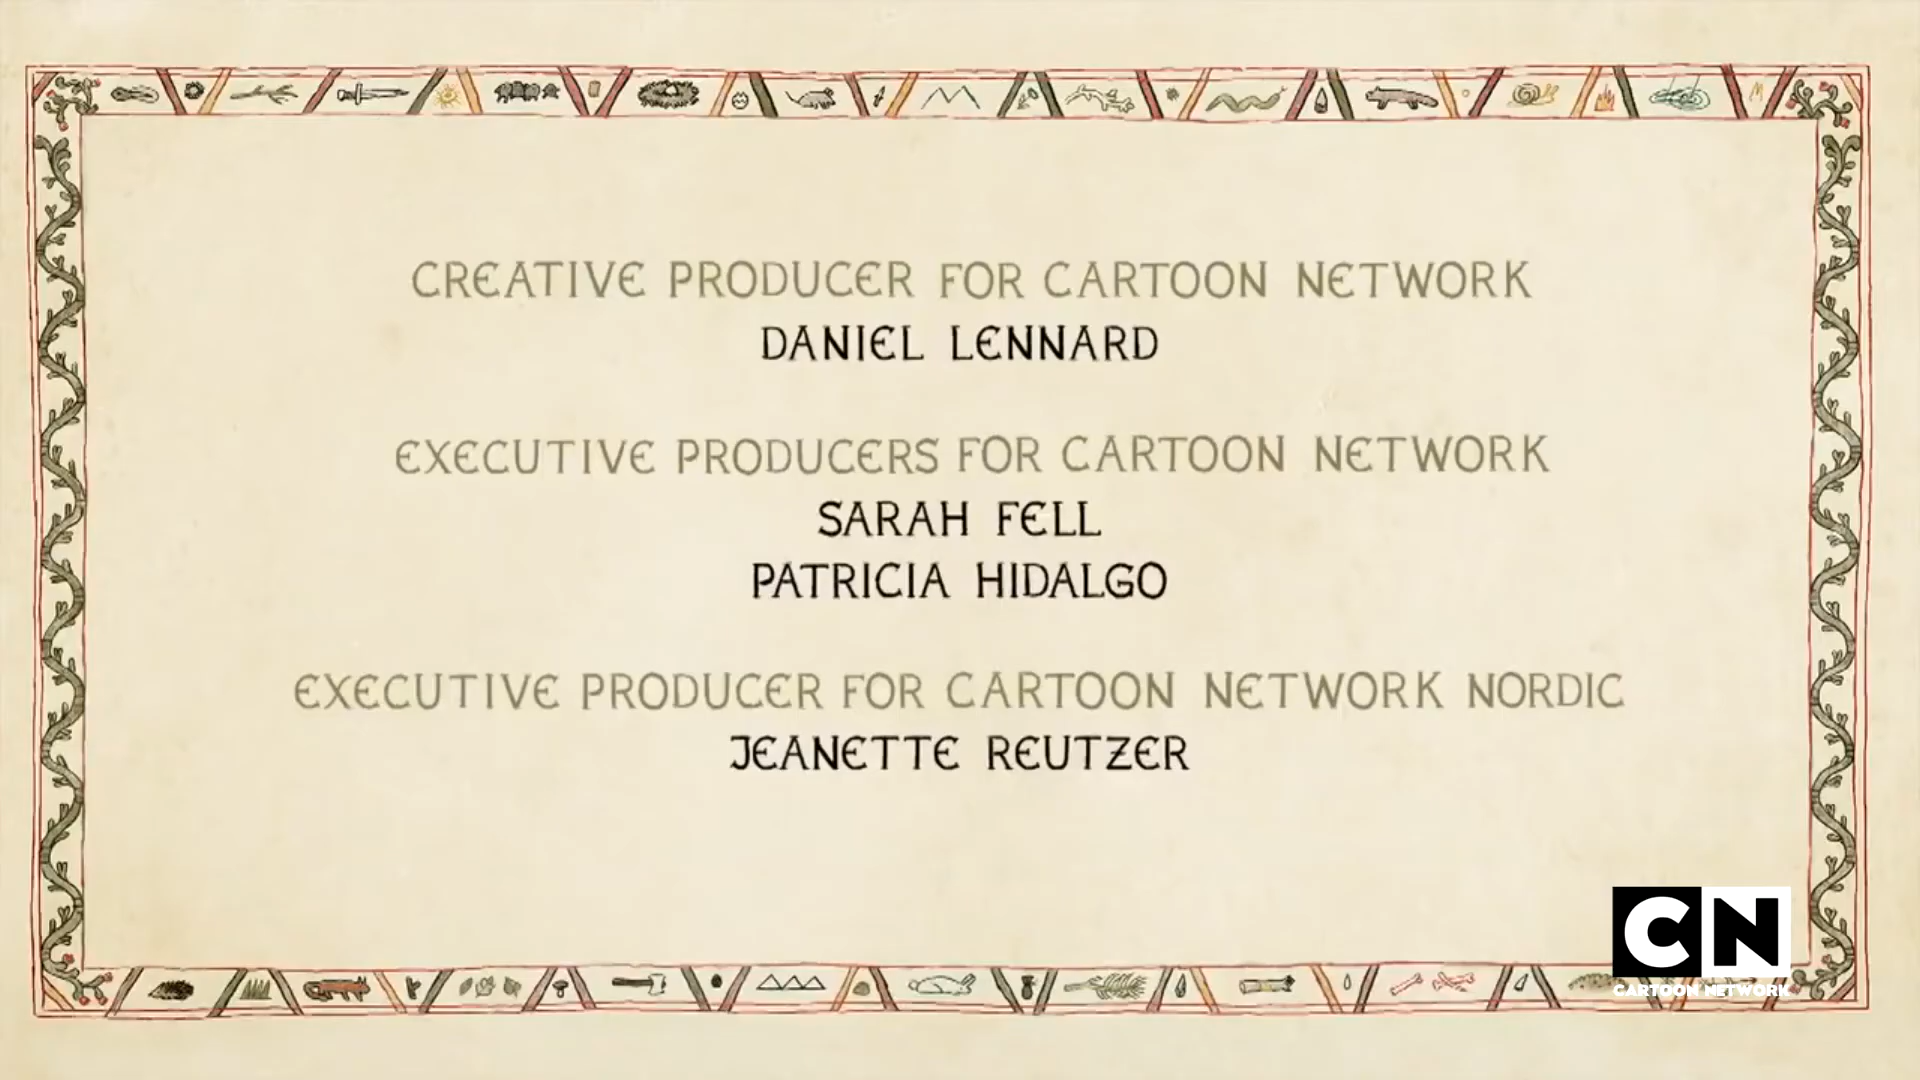 CREATIVE PRODUCER FOR CARTOON NETWORK
DANIEL LENNARD
EXECUTIVE PRODUCERS FOR CARTOON NETWORK
SARAH FELL
PATRICIA HIDALGO
EXECUTIVE PRODUCER FOR CARTOON NETWORK NORDIC
JEANETTE REUTZER
CN
CARTOON NETWORK